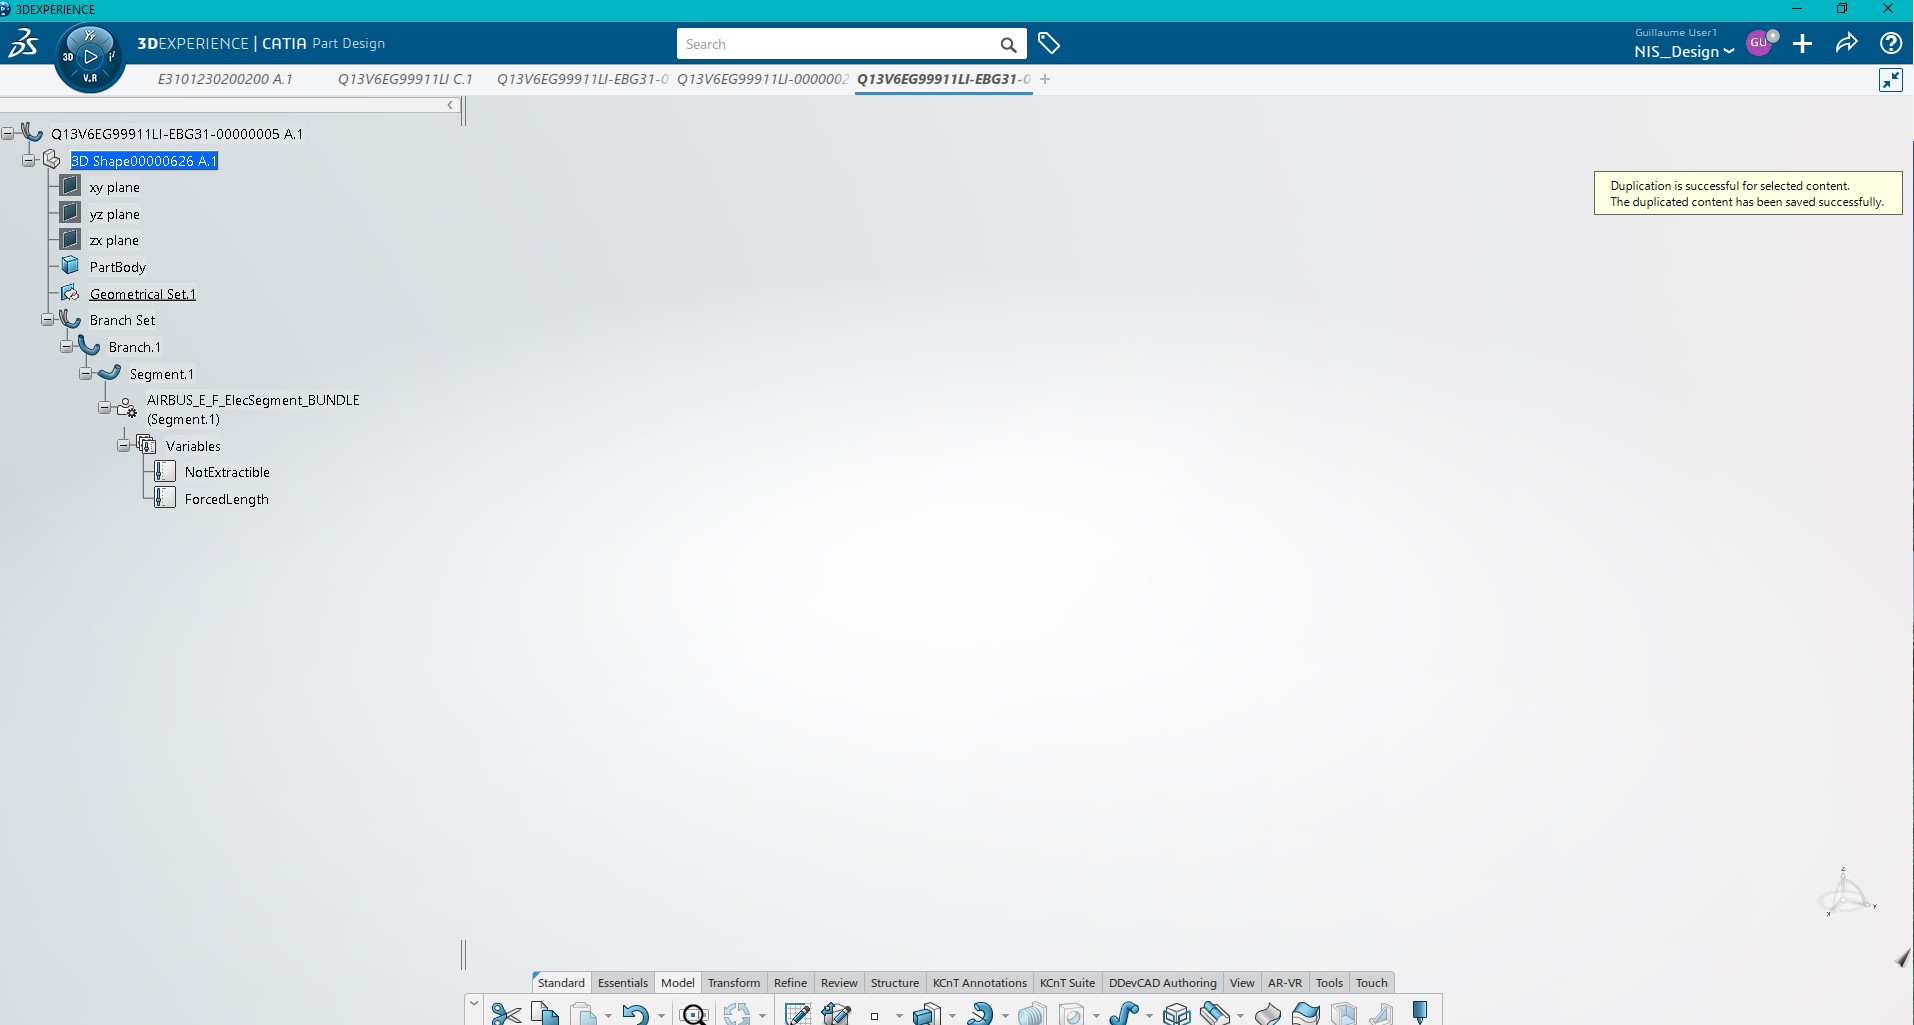 3DEXPERIENCE
3DEXPERIENCE | CATIA Part Design
3D
V.R
Search
Guillaume User1
NIS_Design
GU
E3101230200200 A.1
Q13V6EG99911LI C.1
Q13V6EG99911LI-EBG31-0
Q13V6EG99911LI-0000002
Q13V6EG99911LI-EBG31-0
Q13V6EG99911LI-EBG31-00000005 A.1
3D Shape00000626 A.1
xy plane
yz plane
zx plane
PartBody
Geometrical Set.1
Branch Set
Branch.1
Segment.1
AIRBUS_E_F_ElecSegment_BUNDLE
(Segment.1)
Variables
NotExtractible
ForcedLength
Duplication is successful for selected content.
The duplicated content has been saved successfully.
Z
Y
X
Standard
Essentials
Model
Transform
Refine
Review
Structure
KCnT Annotations
KCnT Suite
DDevCAD Authoring
View
AR-VR
Tools
Touch